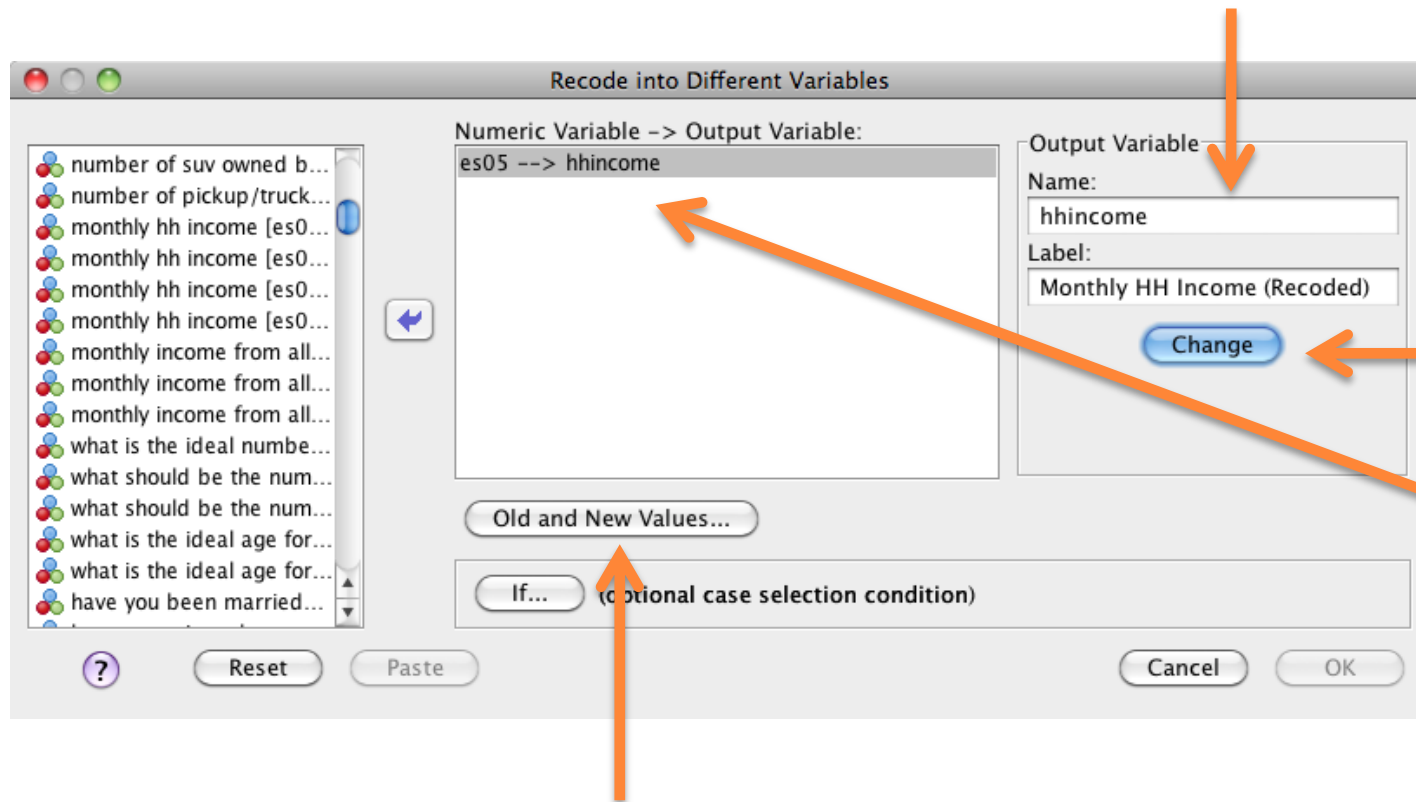 Recode into Different Variables
number of suv owned b...
number of pickup/truck...
monthly hh income [es0...
monthly hh income [es0...
monthly hh income [es0...
monthly hh income [es0...
monthly income from all...
monthly income from all...
monthly income from all...
what is the ideal numbe...
what should be the num...
what should be the num...
what is the ideal age for...
what is the ideal age for...
have you been married...
Numeric Variable -> Output Variable:
es05 --> hhincome
Output Variable
Name:
hhincome
Label:
Monthly HH Income (Recoded)
Change
Old and New Values...
If... (optional case selection condition)
? Reset Paste Cancel OK